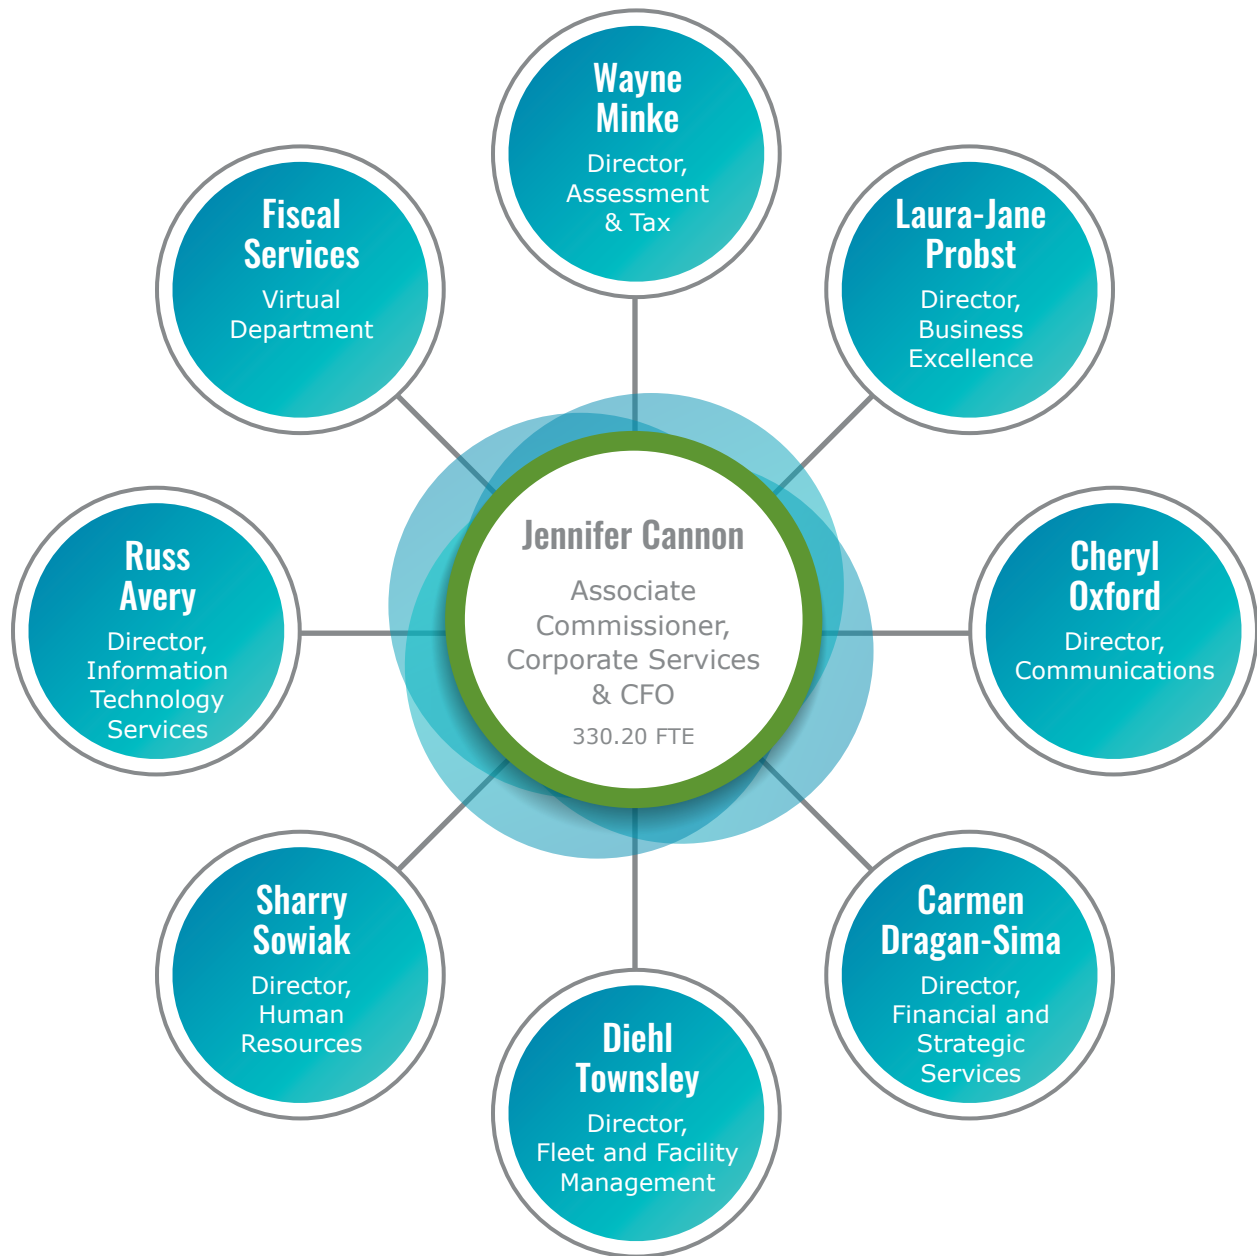 Wayne
Minke
Director,
Assessment
& Tax
Fiscal
Services
Virtual
Department
Laura-Jane
Probst
Director,
Business
Excellence
Russ
Avery
Director,
Information
Technology
Services
Jennifer Cannon
Associate
Commissioner,
Corporate Services
& CFO
330.20 FTE
Cheryl
Oxford
Director,
Communications
Sharry
Sowiak
Director,
Human
Resources
Diehl
Townsley
Director,
Fleet and Facility
Management
Carmen
Dragan-Sima
Director,
Financial and
Strategic
Services